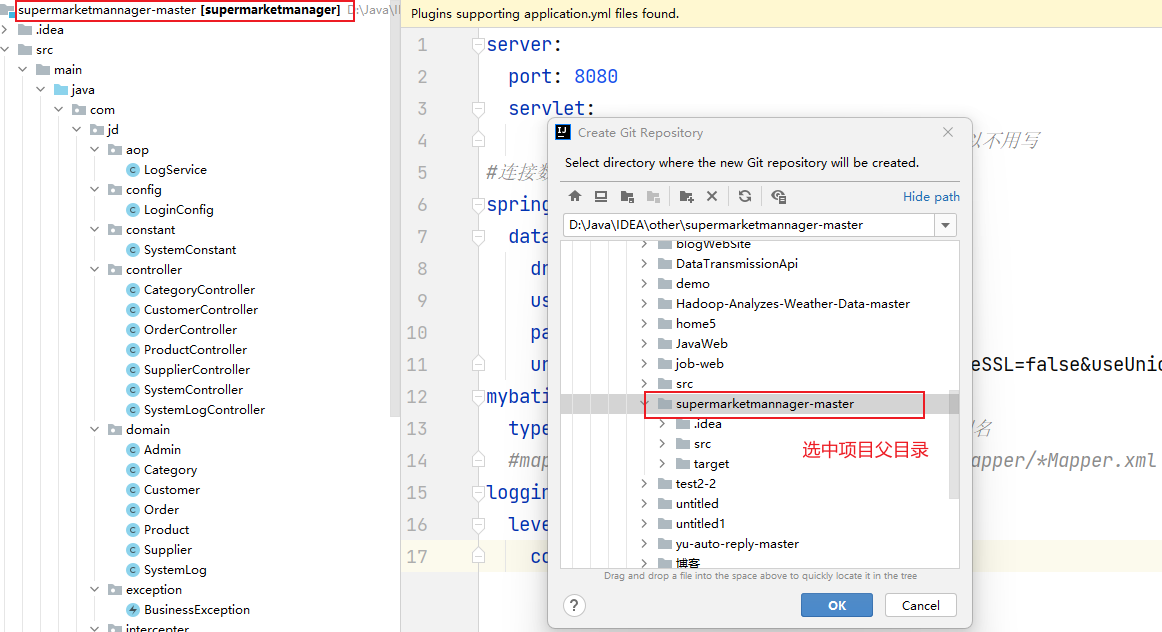 supermarketmannager-master [supermarketmanager] D:\Java\I
.idea
src
main
java
com
jd
aop
LogService
config
LoginConfig
constant
SystemConstant
controller
CategoryController
CustomerController
OrderController
ProductController
SupplierController
SystemController
SystemLogController
domain
Admin
Category
Customer
Order
Product
Supplier
SystemLog
exception
BusinessException
intercepter
Plugins supporting application.yml files found.
1 server:
2 port: 8080
3 servlet:
4 以不用写
5 #连接数
6 spring
7 data
8 dr
9 us
10 pa
11 ur eSSL=false&useUnic
12 mybati
13 type 名
14 #map apper/*Mapper.xml
15 loggin
16 leve
17 co
Create Git Repository
Select directory where the new Git repository will be created.
Hide path
D:\Java\IDEA\other\supermarketmannager-master
blogWebSite
DataTransmissionApi
demo
Hadoop-Analyzes-Weather-Data-master
home5
JavaWeb
job-web
src
supermarketmannager-master
.idea
src
选中项目父目录
target
test2-2
untitled
untitled1
yu-auto-reply-master
博客
Drag and drop a file into the space above to quickly locate it in the tree
?
OK
Cancel